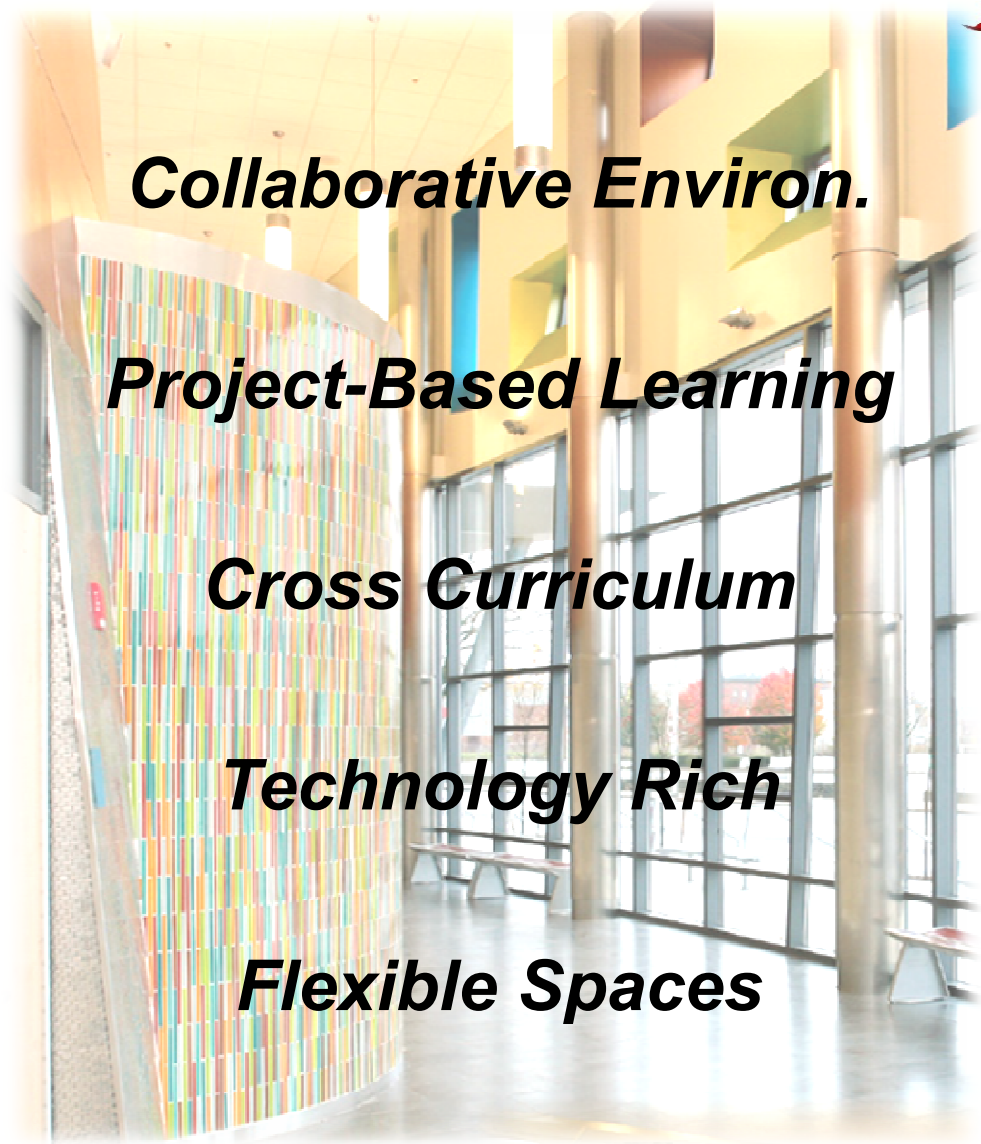 Collaborative Environ.
Project-Based Learning
Cross Curriculum
Technology Rich
Flexible Spaces